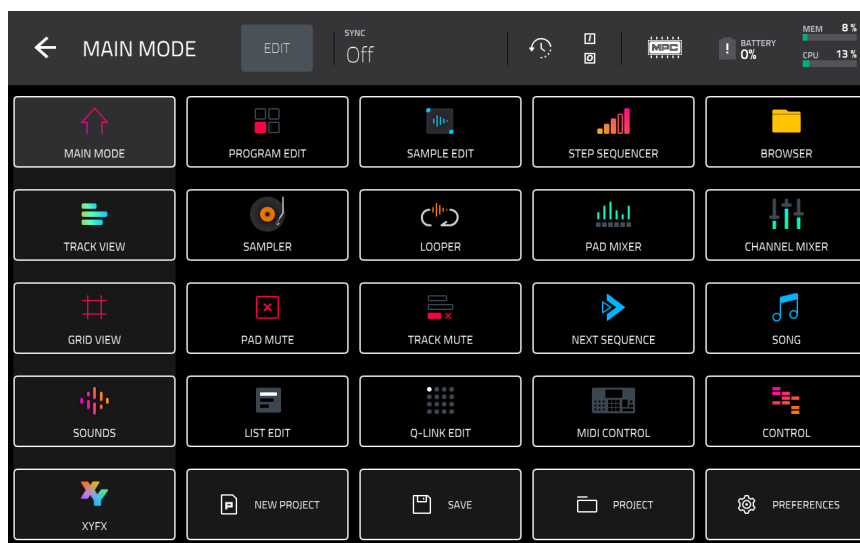 MAIN MODE
EDIT
SYNC
Off
MPC
!
BATTERY
0%
MEM 8%
CPU 13%
MAIN MODE
PROGRAM EDIT
SAMPLE EDIT
STEP SEQUENCER
BROWSER
TRACK VIEW
SAMPLER
LOOPER
PAD MIXER
CHANNEL MIXER
GRID VIEW
PAD MUTE
TRACK MUTE
NEXT SEQUENCE
SONG
SOUNDS
LIST EDIT
Q-LINK EDIT
MIDI CONTROL
CONTROL
XY
XYFX
P
NEW PROJECT
SAVE
PROJECT
PREFERENCES